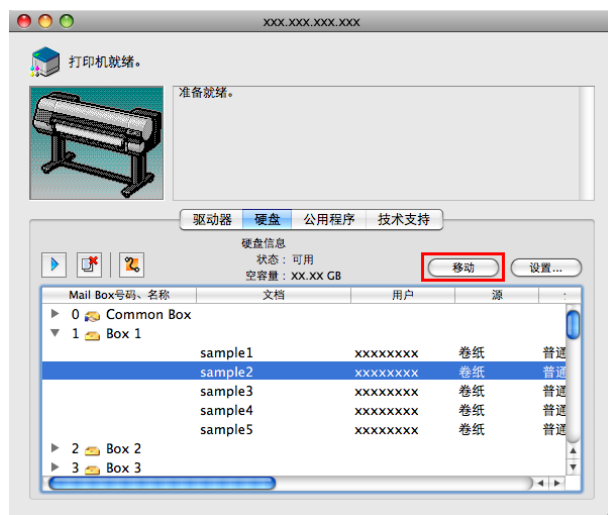 xxx.xxx.xxx.xxx
打印机就绪。
准备就绪。
驱动器 硬盘 公用程序 技术支持
硬盘信息
状态： 可用
空容量： XX.XX GB
移动 设置...
Mail Box号码、名称 文档 用户 源
0 Common Box
1 Box 1
sample1 xxxxxxxx 卷纸 普通
sample2 xxxxxxxx 卷纸 普通
sample3 xxxxxxxx 卷纸 普通
sample4 xxxxxxxx 卷纸 普通
sample5 xxxxxxxx 卷纸 普通
2 Box 2
3 Box 3